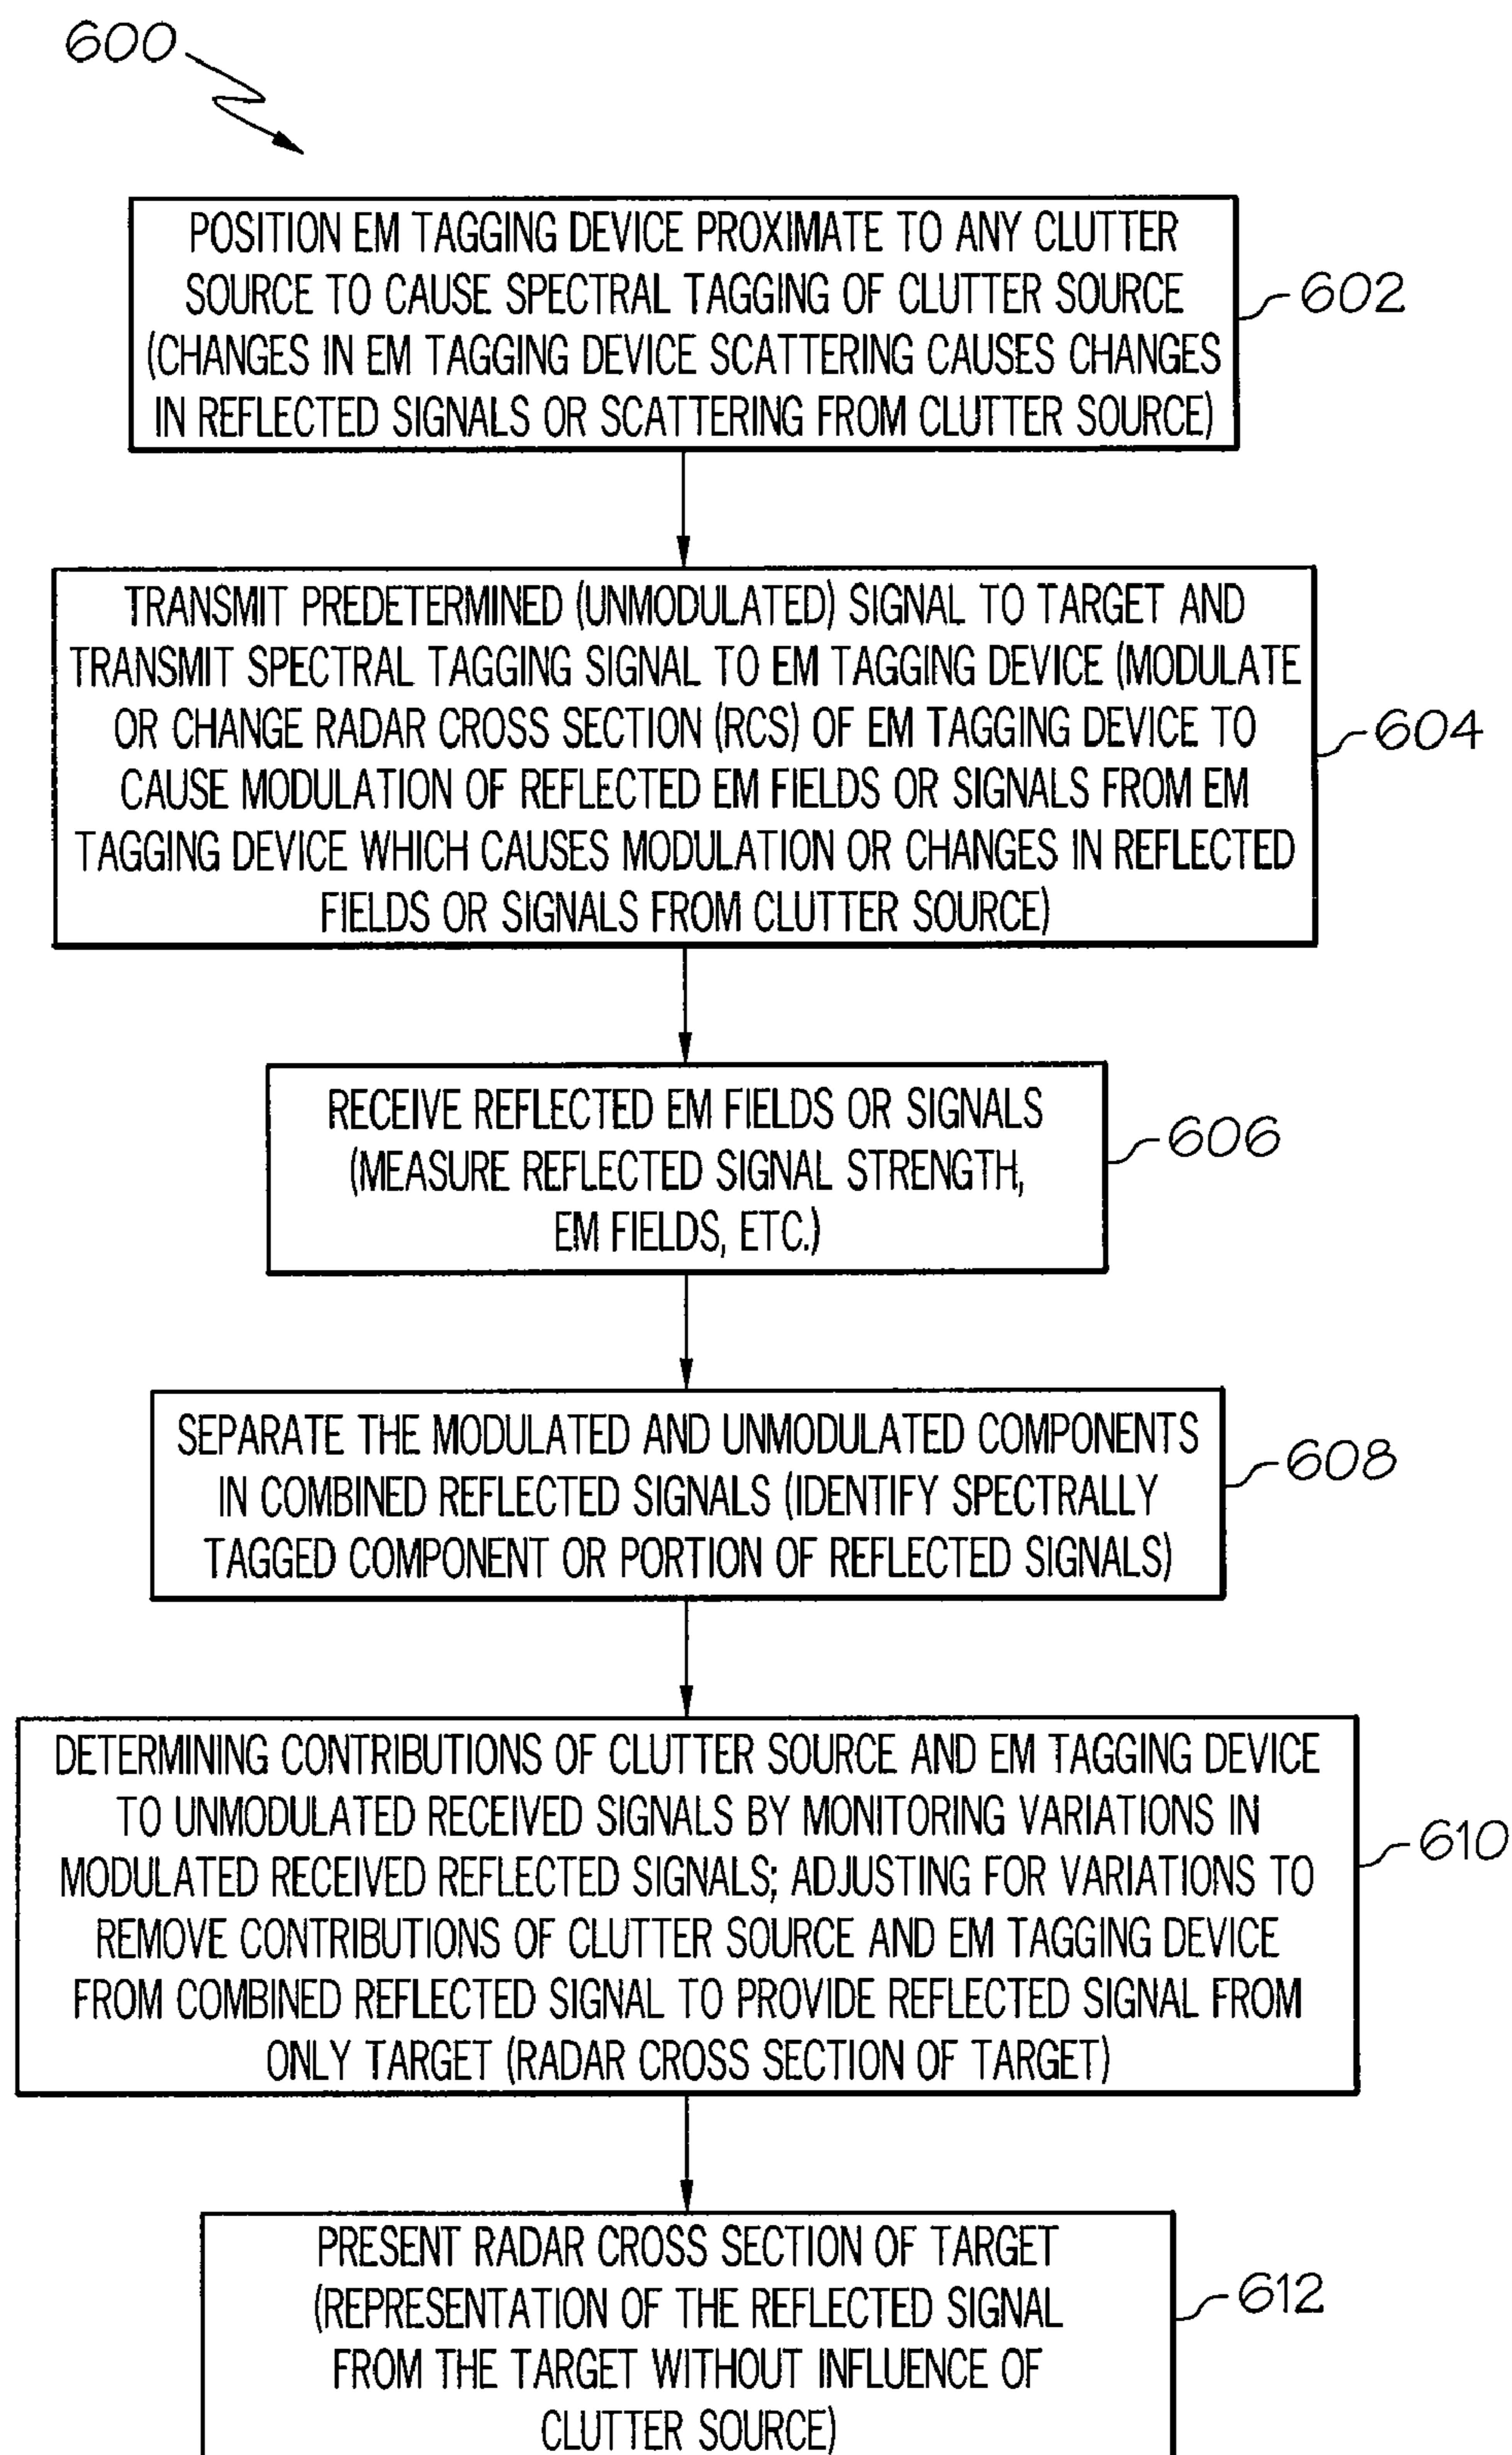 600
POSITION EM TAGGING DEVICE PROXIMATE TO ANY CLUTTER
SOURCE TO CAUSE SPECTRAL TAGGING OF CLUTTER SOURCE
(CHANGES IN EM TAGGING DEVICE SCATTERING CAUSES CHANGES
IN REFLECTED SIGNALS OR SCATTERING FROM CLUTTER SOURCE)
602
TRANSMIT PREDETERMINED (UNMODULATED) SIGNAL TO TARGET AND
TRANSMIT SPECTRAL TAGGING SIGNAL TO EM TAGGING DEVICE (MODULATE
OR CHANGE RADAR CROSS SECTION (RCS) OF EM TAGGING DEVICE TO
CAUSE MODULATION OF REFLECTED EM FIELDS OR SIGNALS FROM EM
TAGGING DEVICE WHICH CAUSES MODULATION OR CHANGES IN REFLECTED
FIELDS OR SIGNALS FROM CLUTTER SOURCE)
604
RECEIVE REFLECTED EM FIELDS OR SIGNALS
(MEASURE REFLECTED SIGNAL STRENGTH,
EM FIELDS, ETC.)
606
SEPARATE THE MODULATED AND UNMODULATED COMPONENTS
IN COMBINED REFLECTED SIGNALS (IDENTIFY SPECTRALLY
TAGGED COMPONENT OR PORTION OF REFLECTED SIGNALS)
608
DETERMINING CONTRIBUTIONS OF CLUTTER SOURCE AND EM TAGGING DEVICE
TO UNMODULATED RECEIVED SIGNALS BY MONITORING VARIATIONS IN
MODULATED RECEIVED REFLECTED SIGNALS; ADJUSTING FOR VARIATIONS TO
REMOVE CONTRIBUTIONS OF CLUTTER SOURCE AND EM TAGGING DEVICE
FROM COMBINED REFLECTED SIGNAL TO PROVIDE REFLECTED SIGNAL FROM
ONLY TARGET (RADAR CROSS SECTION OF TARGET)
610
PRESENT RADAR CROSS SECTION OF TARGET
(REPRESENTATION OF THE REFLECTED SIGNAL
FROM THE TARGET WITHOUT INFLUENCE OF
CLUTTER SOURCE)
612